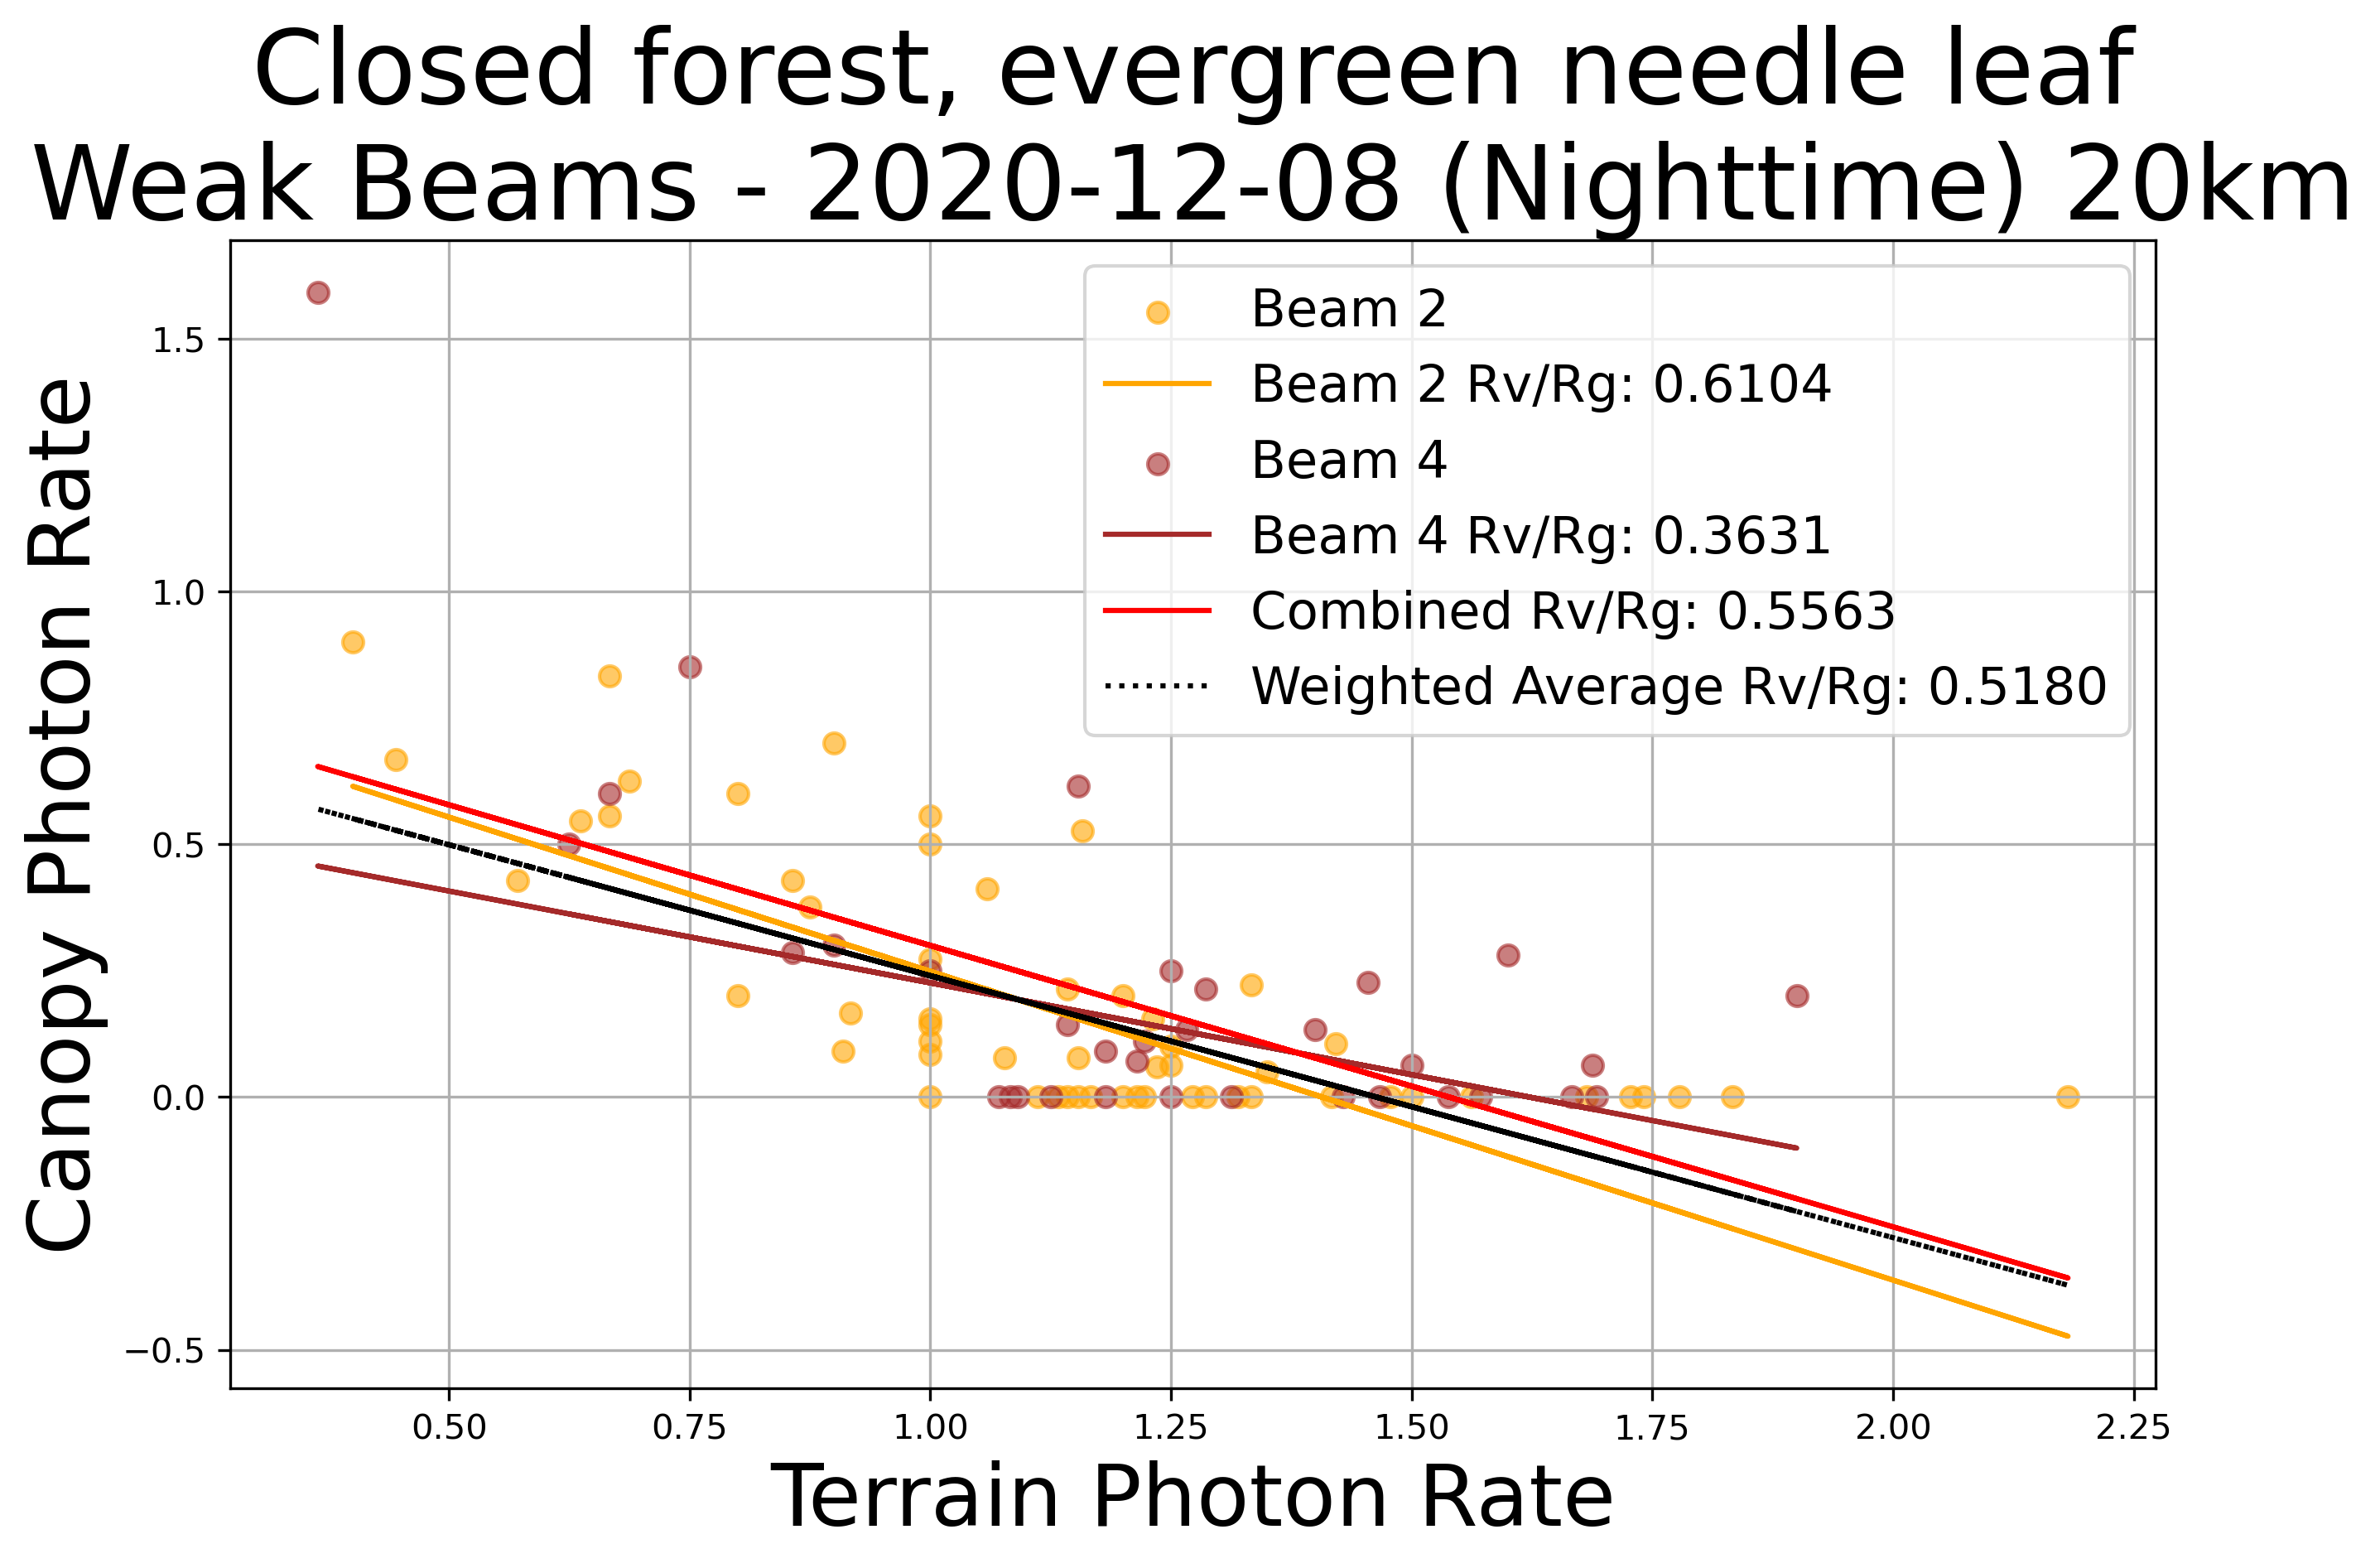 Closed forest, evergreen needle leaf
Weak Beams - 2020-12-08 (Nighttime) 20km
Canopy Photon Rate
1.5
1.0
0.5
0.0
−0.5
Beam 2
Beam 2 Rv/Rg: 0.6104
Beam 4
Beam 4 Rv/Rg: 0.3631
Combined Rv/Rg: 0.5563
Weighted Average Rv/Rg: 0.5180
0.50 0.75 1.00 1.25 1.50 1.75 2.00 2.25
Terrain Photon Rate